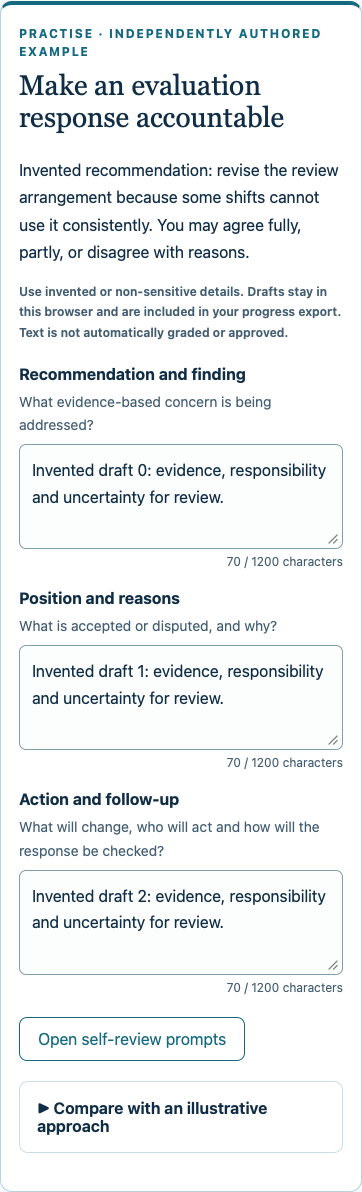 PRACTISE · INDEPENDENTLY AUTHORED
EXAMPLE
Make an evaluation
response accountable
Invented recommendation: revise the review
arrangement because some shifts cannot
use it consistently. You may agree fully,
partly, or disagree with reasons.
Use invented or non-sensitive details. Drafts stay in
this browser and are included in your progress export.
Text is not automatically graded or approved.
Recommendation and finding
What evidence-based concern is being
addressed?
Invented draft 0: evidence, responsibility
and uncertainty for review.
70 / 1200 characters
Position and reasons
What is accepted or disputed, and why?
Invented draft 1: evidence, responsibility
and uncertainty for review.
70 / 1200 characters
Action and follow-up
What will change, who will act and how will the
response be checked?
Invented draft 2: evidence, responsibility
and uncertainty for review.
70 / 1200 characters
Open self-review prompts
▶ Compare with an illustrative
approach